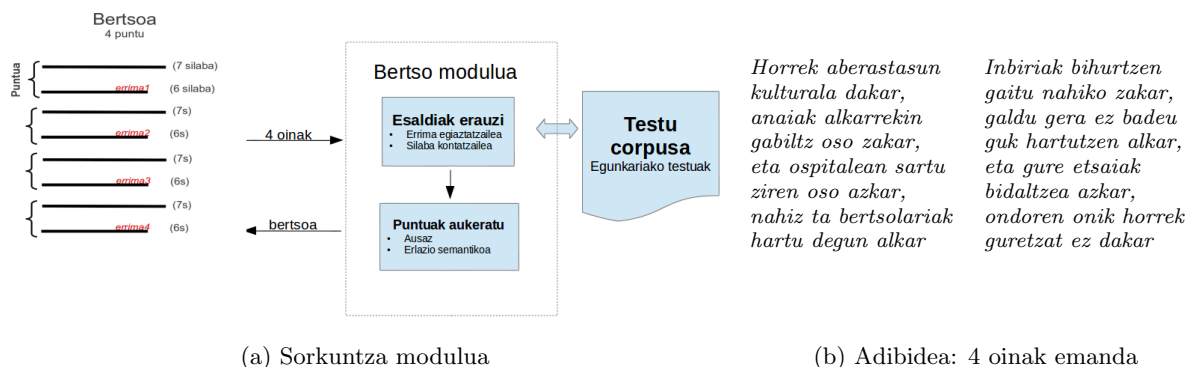 Bertsoa
4 puntu
Puntua
(7 silaba)
errima1 (6 silaba)
(7s)
errima2 (6s)
(7s)
errima3 (6s)
(7s)
errima4 (6s)
4 oinak
bertsoa
Bertso modulua
Esaldiak erauzi
• Errima egiaztatzailea
• Silaba kontatzailea
Puntuak aukeratu
• Ausaz
• Erlazio semantikoa
Testu
corpusa
Egunkariako testuak
(a) Sorkuntza modulua
Horrek aberastasun
kulturala dakar,
anaiak alkarrekin
gabiltz oso zakar,
eta ospitalean sartu
ziren oso azkar,
nahiz ta bertsolariak
hartu degun alkar
Inbiriak bihurtzen
gaitu nahiko zakar,
galdu gera ez badeu
guk hartutzen alkar,
eta gure etsaiak
bidaltzea azkar,
ondoren onik horrek
guretzat ez dakar
(b) Adibidea: 4 oinak emanda